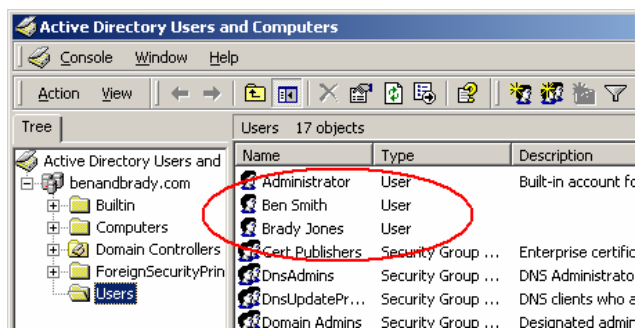 Active Directory Users and Computers
Console Window Help
Action View
Tree
Users 17 objects
Name Type Description
Active Directory Users and
benandbrady.com
Builtin
Computers
Domain Controllers
ForeignSecurityPrin
Users
Administrator User Built-in account fo
Ben Smith User
Brady Jones User
Cert Publishers Security Group ... Enterprise certific
DnsAdmins Security Group ... DNS Administrato
DnsUpdatePr... Security Group ... DNS clients who a
Domain Admins Security Group ... Designated admin